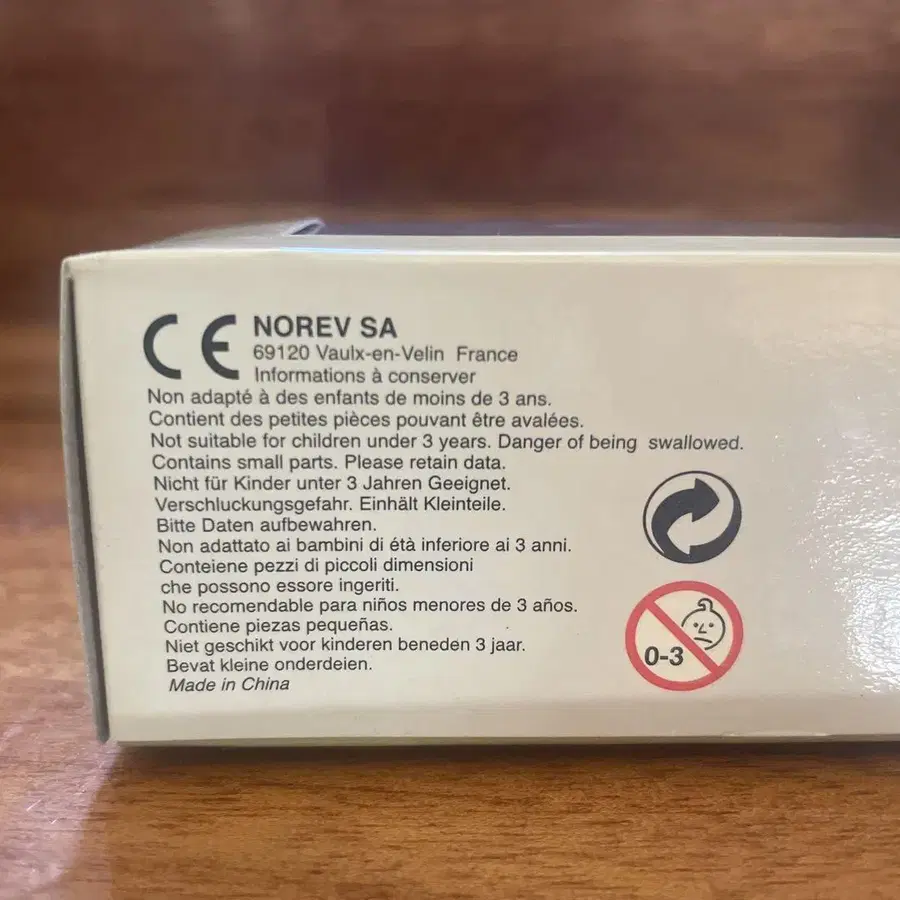 CE NOREV SA
69120 Vaulx-en-Velin France
Informations à conserver
Non adapté à des enfants de moins de 3 ans.
Contient des petites pièces pouvant être avalées.
Not suitable for children under 3 years. Danger of being swallowed.
Contains small parts. Please retain data.
Nicht für Kinder unter 3 Jahren Geeignet.
Verschluckungsgefahr. Einhält Kleinteile.
Bitte Daten aufbewahren.
Non adattato ai bambini di étà inferiore ai 3 anni.
Conteiene pezzi di piccoli dimensioni
che possono essore ingeriti.
No recomendable para niños menores de 3 años.
Contiene piezas pequeñas.
Niet geschikt voor kinderen beneden 3 jaar.
Bevat kleine onderdeien.
Made in China
0-3